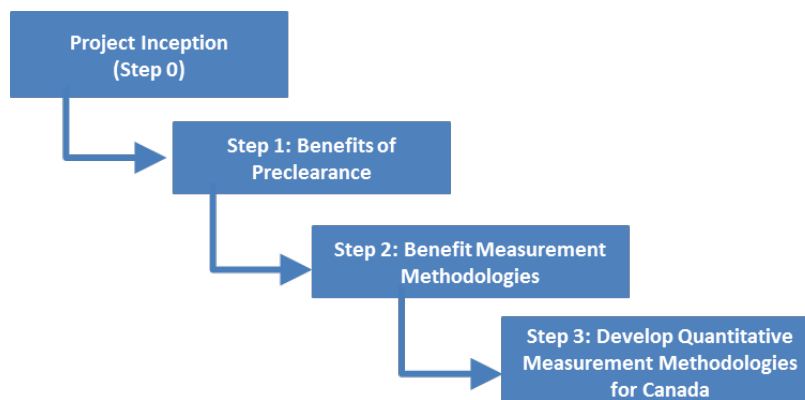 Project Inception
(Step 0)
Step 1: Benefits of
Preclearance
Step 2: Benefit Measurement
Methodologies
Step 3: Develop Quantitative
Measurement Methodologies
for Canada